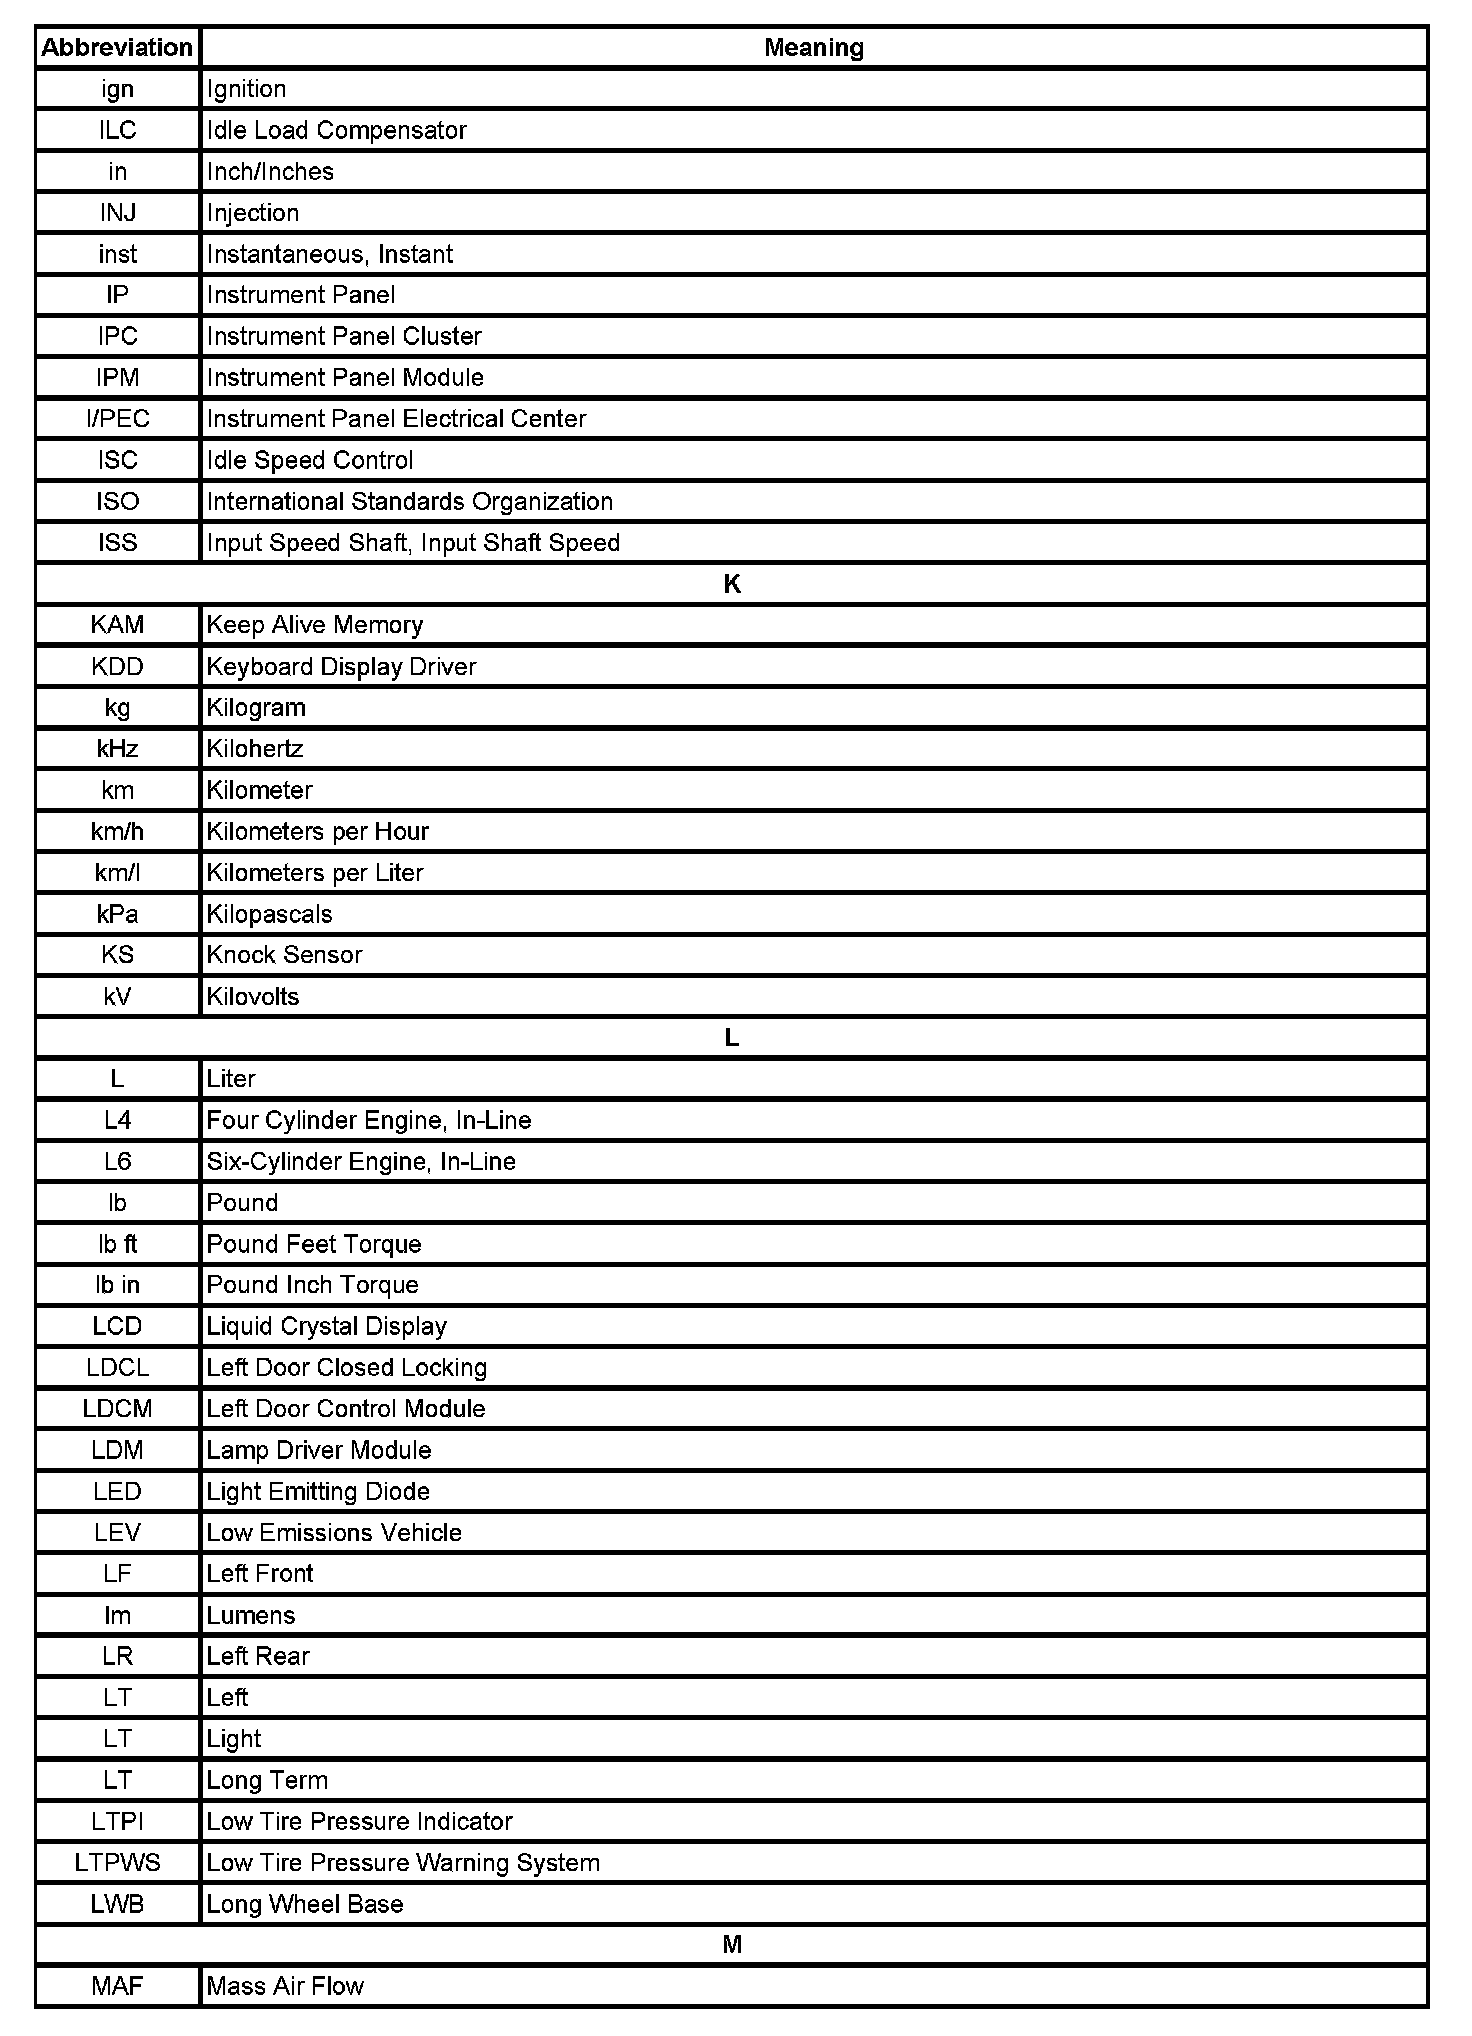 Abbreviation Meaning
ign Ignition
ILC Idle Load Compensator
in Inch/Inches
INJ Injection
inst Instantaneous, Instant
IP Instrument Panel
IPC Instrument Panel Cluster
IPM Instrument Panel Module
I/PEC Instrument Panel Electrical Center
ISC Idle Speed Control
ISO International Standards Organization
ISS Input Speed Shaft, Input Shaft Speed
K
KAM Keep Alive Memory
KDD Keyboard Display Driver
kg Kilogram
kHz Kilohertz
km Kilometer
km/h Kilometers per Hour
km/l Kilometers per Liter
kPa Kilopascals
KS Knock Sensor
kV Kilovolts
L
L Liter
L4 Four Cylinder Engine, In-Line
L6 Six-Cylinder Engine, In-Line
lb Pound
lb ft Pound Feet Torque
lb in Pound Inch Torque
LCD Liquid Crystal Display
LDCL Left Door Closed Locking
LDCM Left Door Control Module
LDM Lamp Driver Module
LED Light Emitting Diode
LEV Low Emissions Vehicle
LF Left Front
lm Lumens
LR Left Rear
LT Left
LT Light
LT Long Term
LTPI Low Tire Pressure Indicator
LTPWS Low Tire Pressure Warning System
LWB Long Wheel Base
M
MAF Mass Air Flow